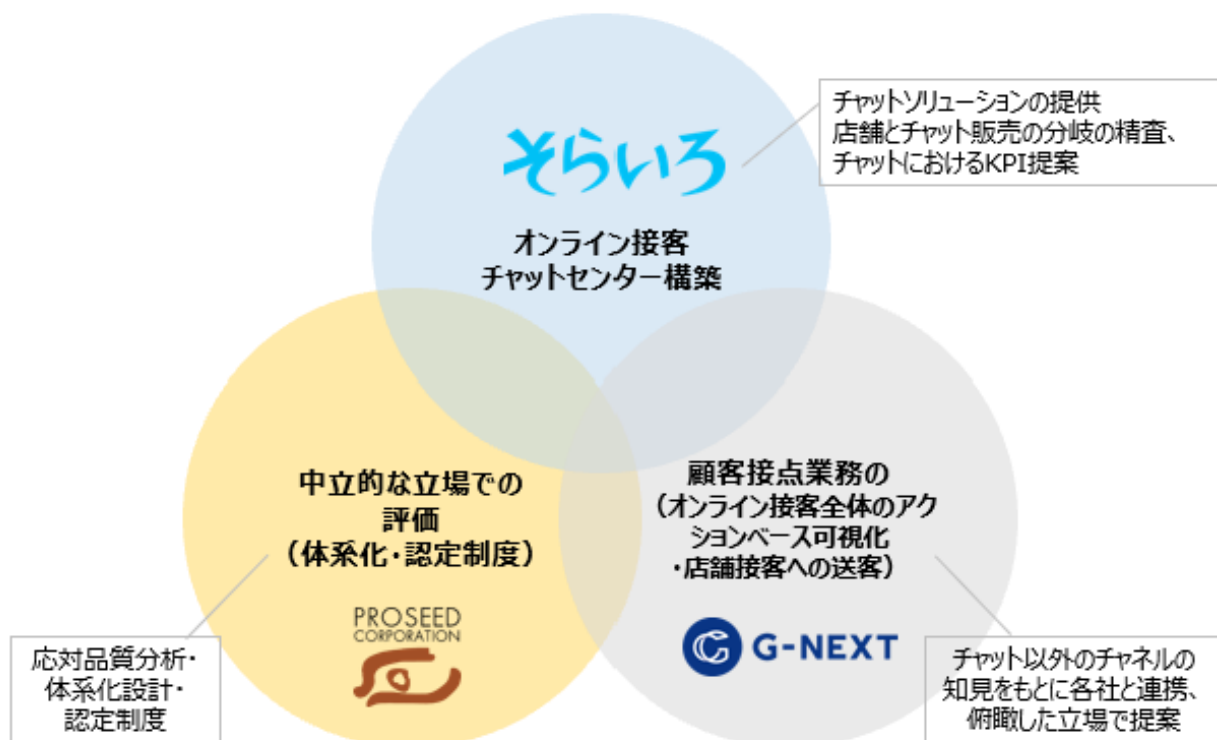 チャットソリューションの提供
店舗とチャット販売の分岐の精査、
チャットにおけるKPI提案
そらいろ
オンライン接客
チャットセンター構築
中立的な立場での
評価
（体系化・認定制度）
PROSEED
CORPORATION
顧客接点業務の
（オンライン接客全体のアク
ションベース可視化
・店舗接客への送客）
G-NEXT
応対品質分析・
体系化設計・
認定制度
チャット以外のチャネルの
知見をもとに各社と連携、
俯瞰した立場で提案